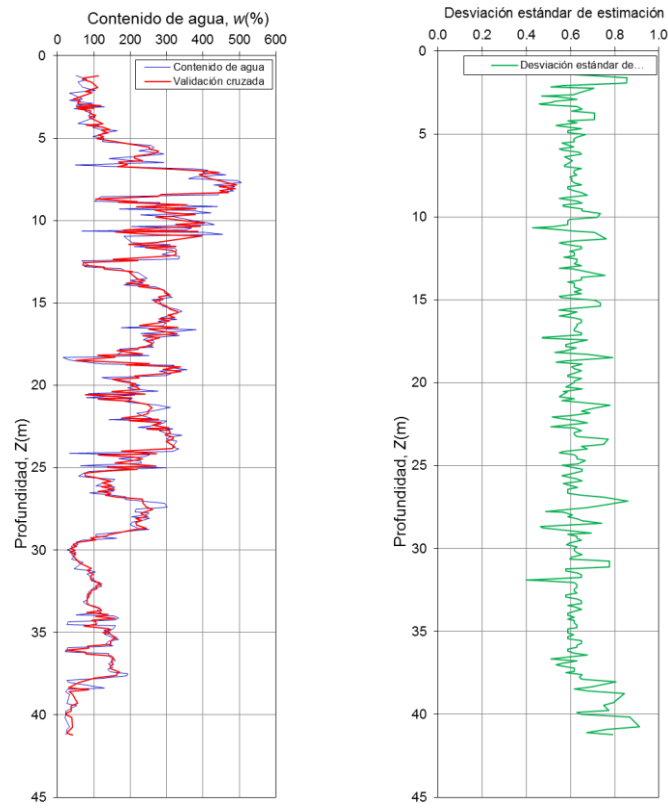 Contenido de agua, w(%)
0 100 200 300 400 500 600
Contenido de agua
Validación cruzada
0
5
10
15
20
25
30
35
40
45
Profundidad, Z(m)
Desviación estándar de estimación
0.0 0.2 0.4 0.6 0.8 1.0
Desviación estándar de...
0
5
10
15
20
25
30
35
40
45
Profundidad, Z(m)